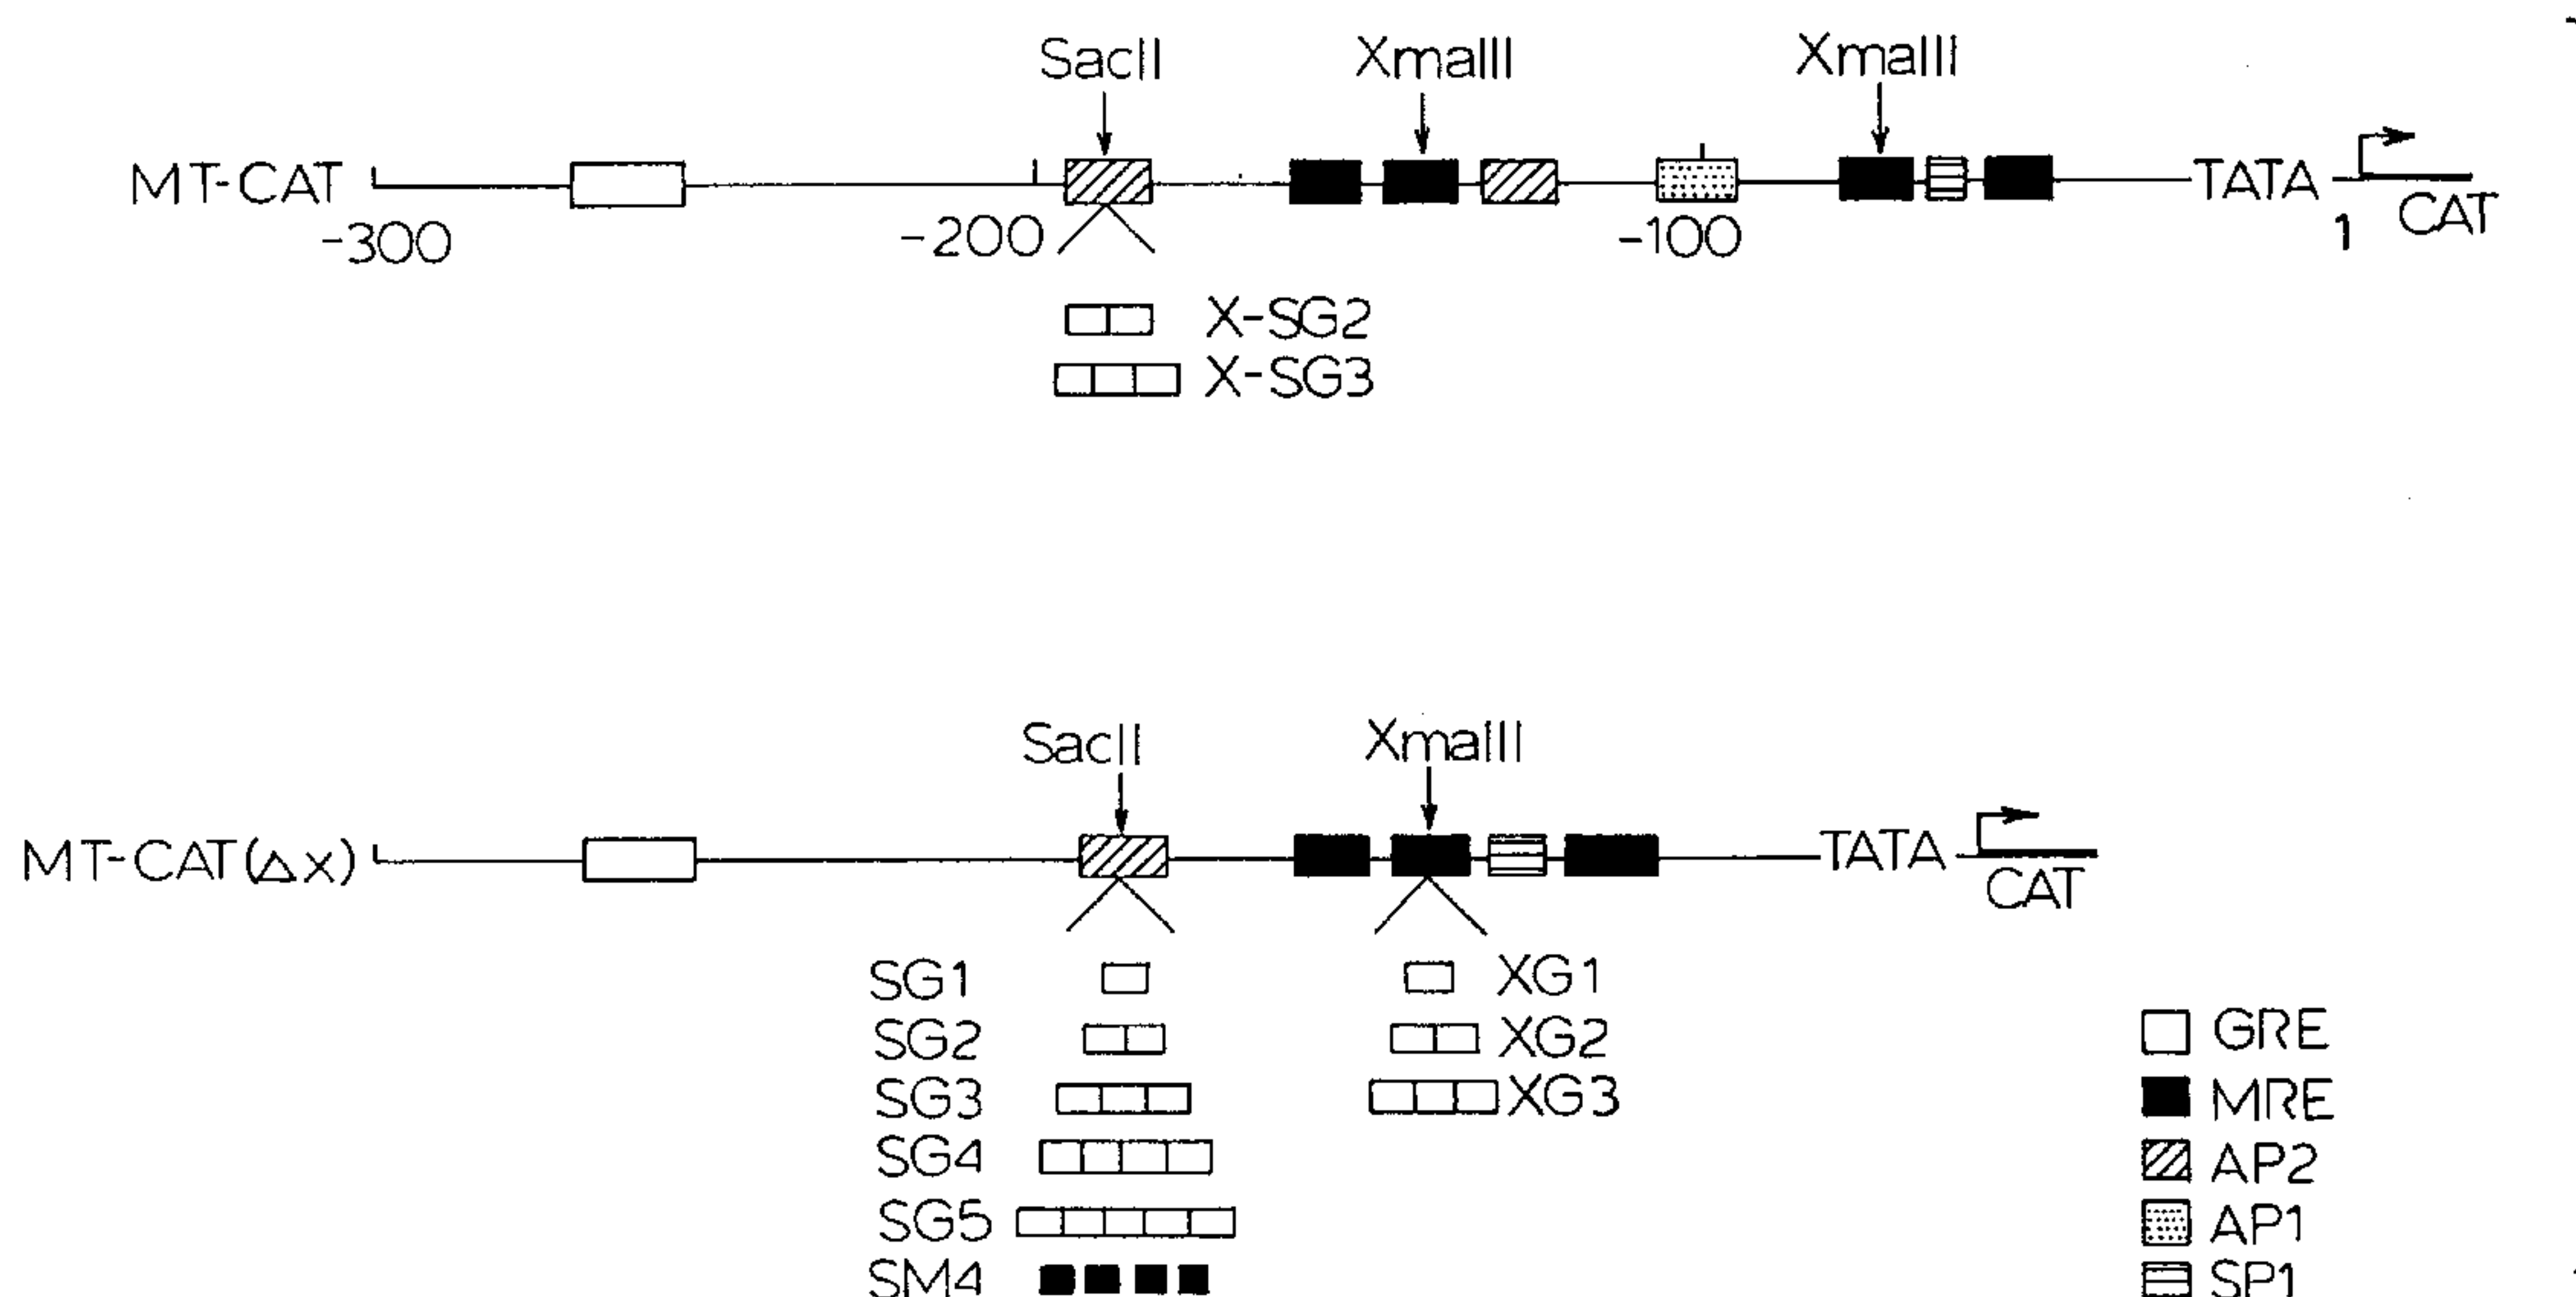 SacII XmaIII XmaIII
MT-CAT TATA
-300 -200 -100 1 CAT
X-SG2
X-SG3
SacII XmaIII
MT-CAT(Δx) TATA
CAT
SG1 XG1
SG2 XG2 GRE
SG3 XG3 MRE
SG4 AP2
SG5 AP1
SM4 SP1